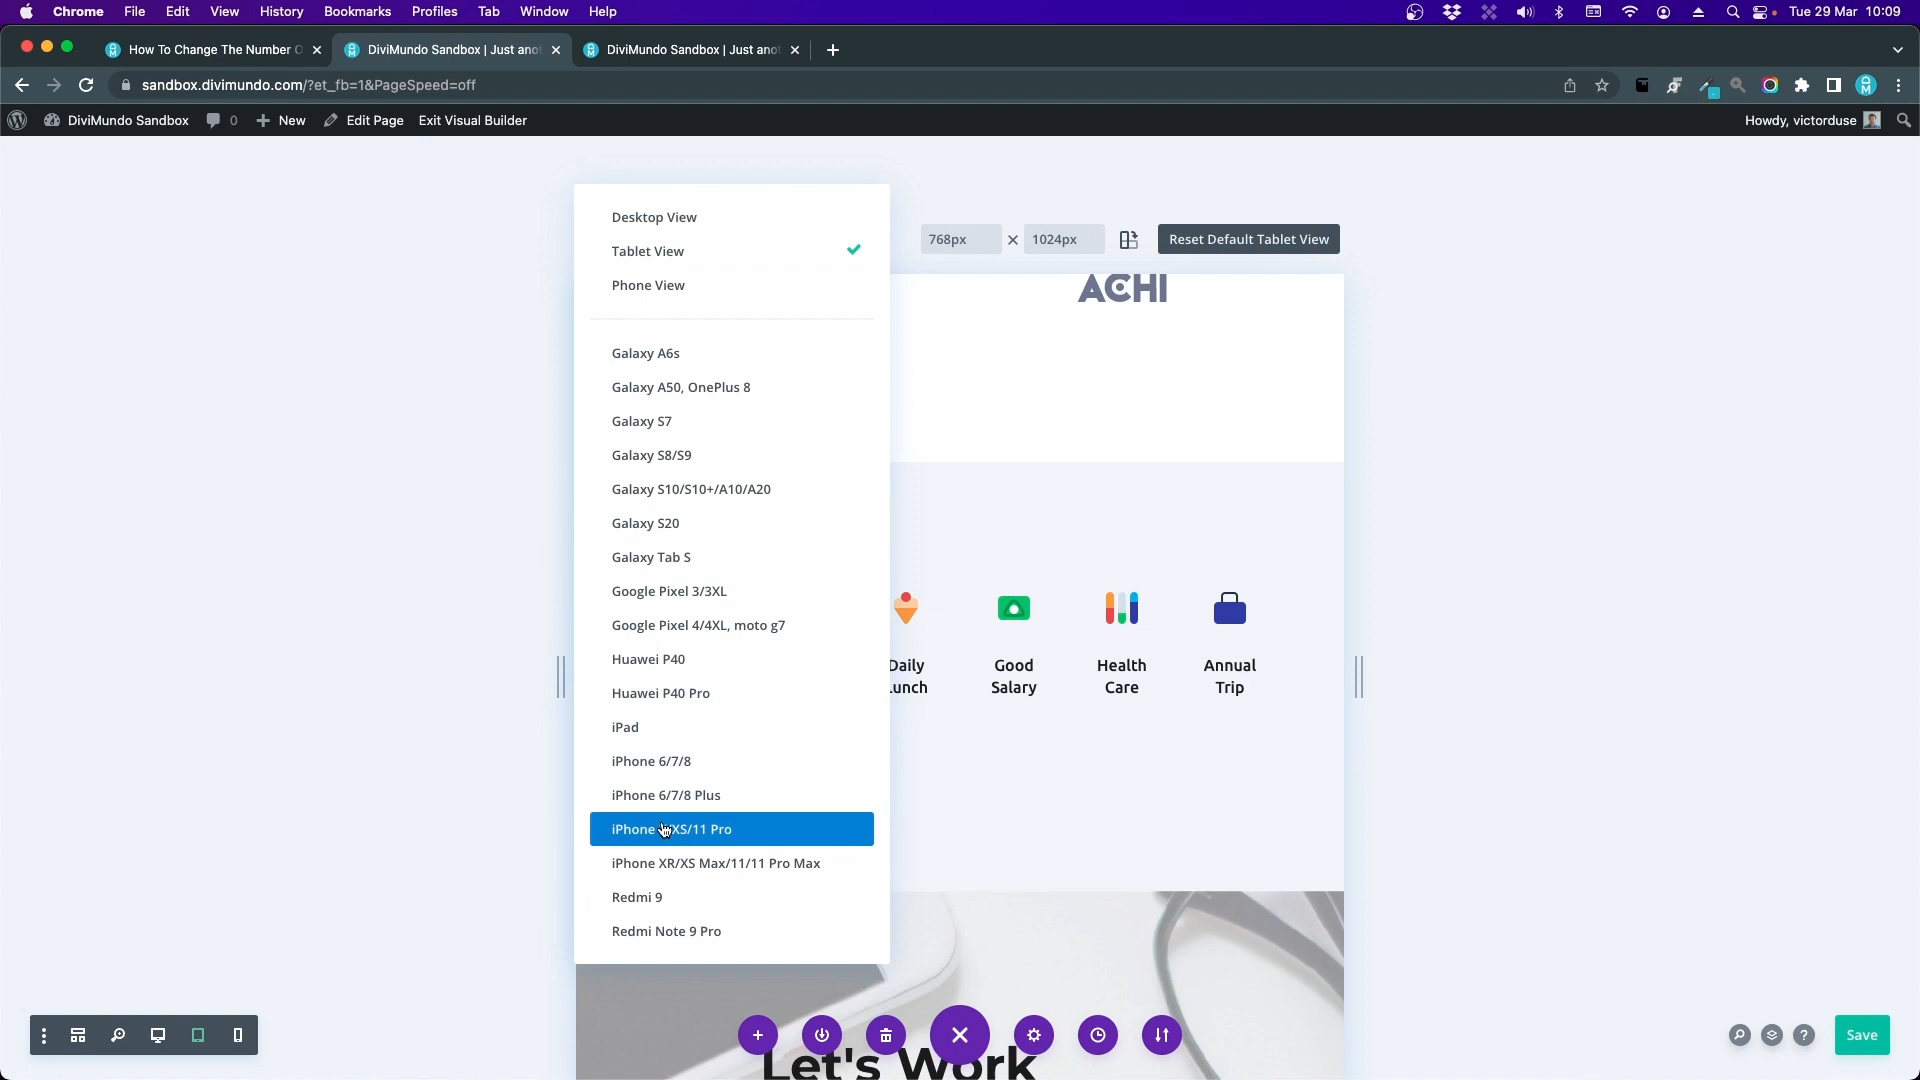 Chrome File Edit View History Bookmarks Profiles Tab Window Help Tue 29 Mar 10:09
How To Change The Number O DiviMundo Sandbox | Just anot DiviMundo Sandbox | Just anot
sandbox.divimundo.com/?et_fb=1&PageSpeed=off
DiviMundo Sandbox 0 New Edit Page Exit Visual Builder Howdy, victorduse
Desktop View
768px 1024px Reset Default Tablet View
Tablet View
Phone View
ACHI
Galaxy A6s
Galaxy A50, OnePlus 8
Galaxy S7
Galaxy S8/S9
Galaxy S10/S10+/A10/A20
Galaxy S20
Galaxy Tab S
Google Pixel 3/3XL
Google Pixel 4/4XL, moto g7
Huawei P40
Huawei P40 Pro
iPad
iPhone 6/7/8
iPhone 6/7/8 Plus
iPhone /XS/11 Pro
iPhone XR/XS Max/11/11 Pro Max
Redmi 9
Redmi Note 9 Pro
Daily Good Health Annual
Lunch Salary Care Trip
Let's Work
Save